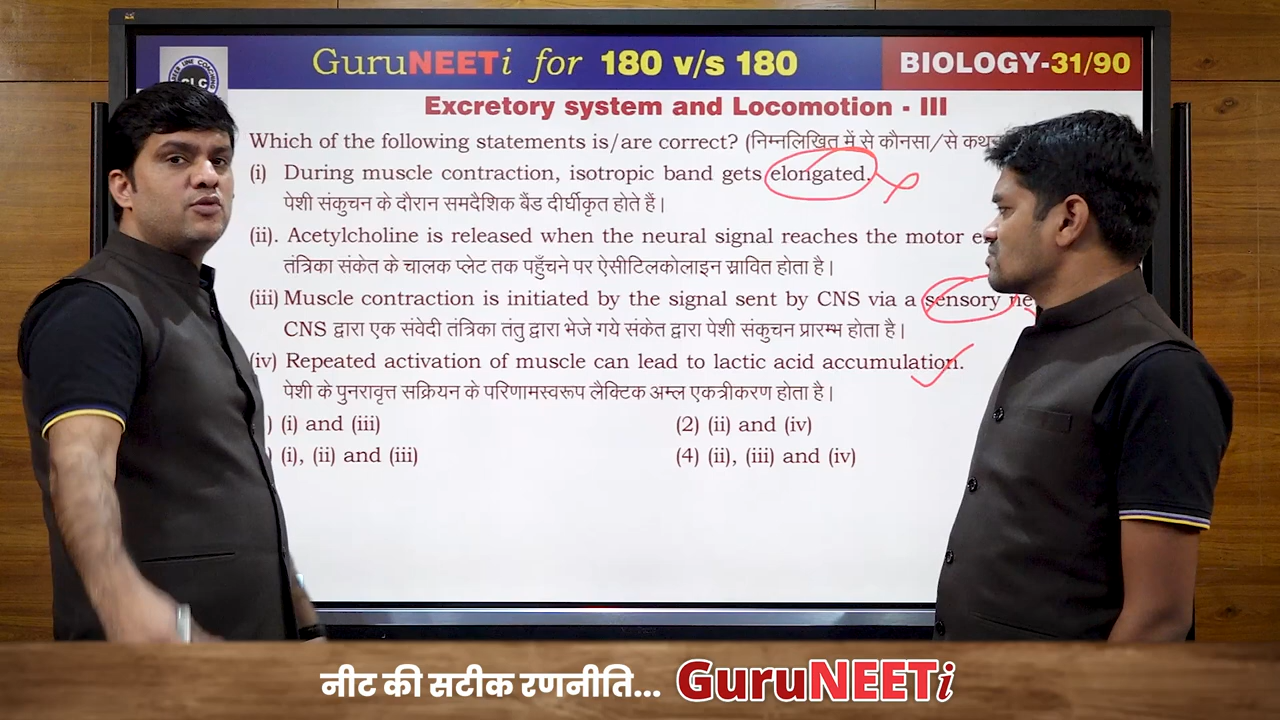 GuruNEETi for 180 v/s 180
BIOLOGY-31/90
CLC
Excretory system and Locomotion - III
Which of the following statements is/are correct? (निम्नलिखित में से कौनसा/से
(i) During muscle contraction, isotropic band gets elongated.
पेशी संकुचन के दौरान समदैशिक बैंड दीर्घीकृत होते है।
(ii). Acetylcholine is released when the neural signal reaches the motor
तंत्रिका संकेत के चालक प्लेट तक पहुँचने पर ऐसीटिलकोलाइन स्रावित होता है।
(iii) Muscle contraction is initiated by the signal sent by CNS via a sensory
CNS द्वारा एक संवेदी तंत्रिका तंतु द्वारा भेजे गये संकेत द्वारा पेशी संकुचन प्रारम्भ होता है।
(iv) Repeated activation of muscle can lead to lactic acid accumulation.
पेशी के पुनरावृत्त सक्रियन के परिणामस्वरूप लैक्टिक अम्ल एकत्रीकरण होता है।
) (i) and (iii) (2) (ii) and (iv)
) (i), (ii) and (iii) (4) (ii), (iii) and (iv)
नीट की सटीक रणनीति... GuruNEETi